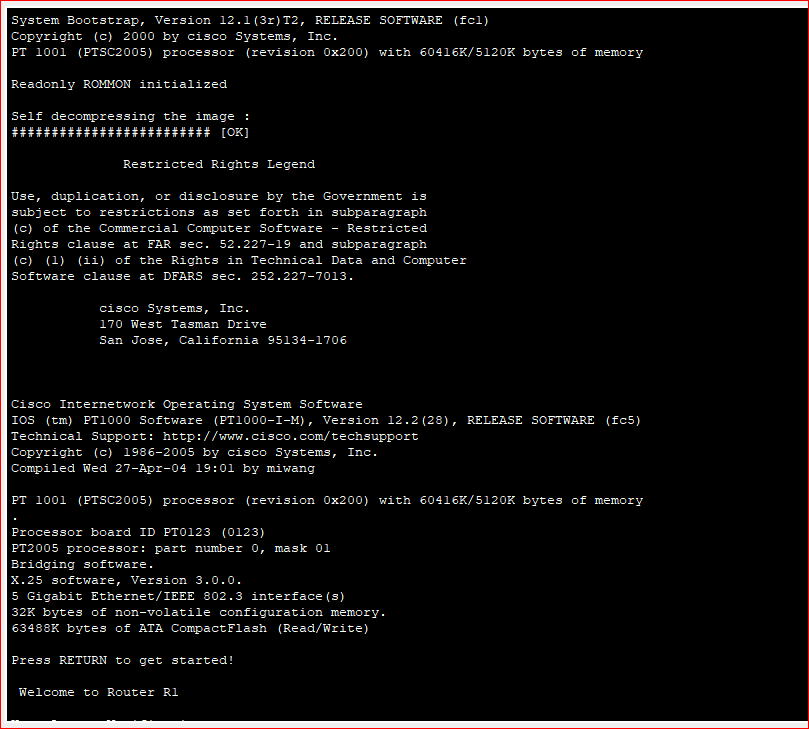 System Bootstrap, Version 12.1(3r)T2, RELEASE SOFTWARE (fc1)
Copyright (c) 2000 by cisco Systems, Inc.
PT 1001 (PTSC2005) processor (revision 0x200) with 60416K/5120K bytes of memory
Readonly ROMMON initialized
Self decompressing the image :
######################### [OK]
Restricted Rights Legend
Use, duplication, or disclosure by the Government is
subject to restrictions as set forth in subparagraph
(c) of the Commercial Computer Software - Restricted
Rights clause at FAR sec. 52.227-19 and subparagraph
(c) (1) (ii) of the Rights in Technical Data and Computer
Software clause at DFARS sec. 252.227-7013.
cisco Systems, Inc.
170 West Tasman Drive
San Jose, California 95134-1706
Cisco Internetwork Operating System Software
IOS (tm) PT1000 Software (PT1000-I-M), Version 12.2(28), RELEASE SOFTWARE (fc5)
Technical Support: http://www.cisco.com/techsupport
Copyright (c) 1986-2005 by cisco Systems, Inc.
Compiled Wed 27-Apr-04 19:01 by miwang
PT 1001 (PTSC2005) processor (revision 0x200) with 60416K/5120K bytes of memory
.
Processor board ID PT0123 (0123)
PT2005 processor: part number 0, mask 01
Bridging software.
X.25 software, Version 3.0.0.
5 Gigabit Ethernet/IEEE 802.3 interface(s)
32K bytes of non-volatile configuration memory.
63488K bytes of ATA CompactFlash (Read/Write)
Press RETURN to get started!
Welcome to Router R1